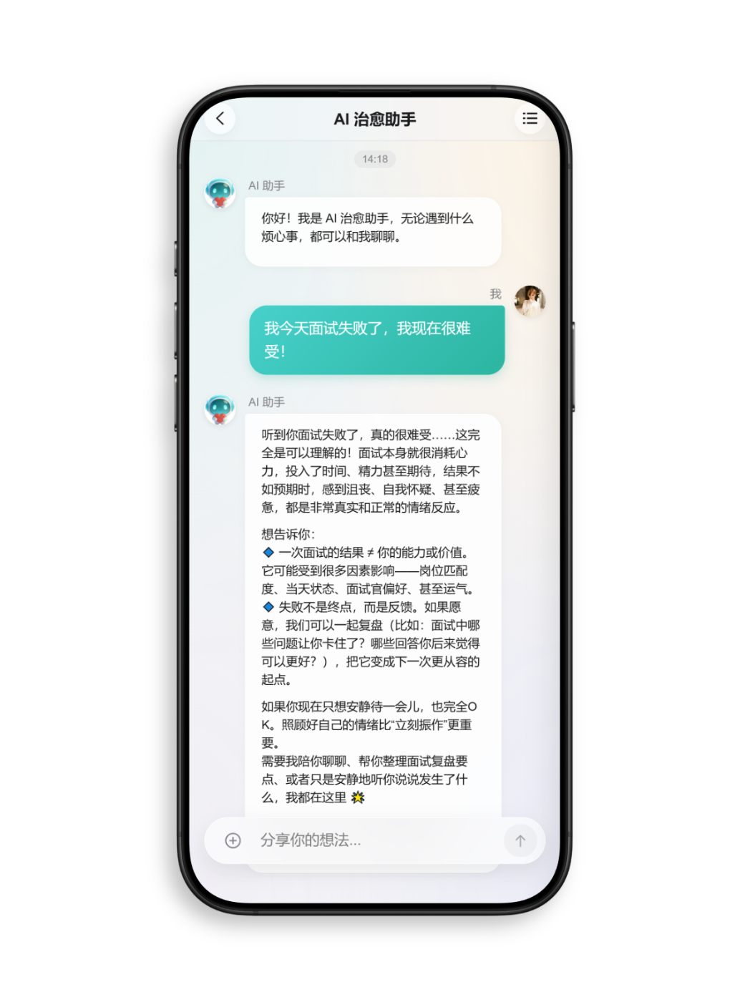 AI 治愈助手
14:18
AI 助手
你好！我是 AI 治愈助手，无论遇到什么
烦心事，都可以和我聊聊。
我
我今天面试失败了，我现在很难
受！
AI 助手
听到你面试失败了，真的很难受……这完
全是可以理解的！面试本身就很消耗心
力，投入了时间、精力甚至期待，结果不
如预期时，感到沮丧、自我怀疑、甚至疲
惫，都是非常真实和正常的情绪反应。
想告诉你：
🔹 一次面试的结果 ≠ 你的能力或价值。
它可能受到很多因素影响——岗位匹配
度、当天状态、面试官偏好、甚至运气。
🔹 失败不是终点，而是反馈。如果愿
意，我们可以一起复盘（比如：面试中哪
些问题让你卡住了？哪些回答你后来觉得
可以更好？），把它变成下一次更从容的
起点。
如果你现在只想安静待一会儿，也完全O
K。照顾好自己的情绪比“立刻振作”更重
要。
需要我陪你聊聊、帮你整理面试复盘要
点、或者只是安静地听你说说发生了什
么，我都在这里 🌟
分享你的想法...